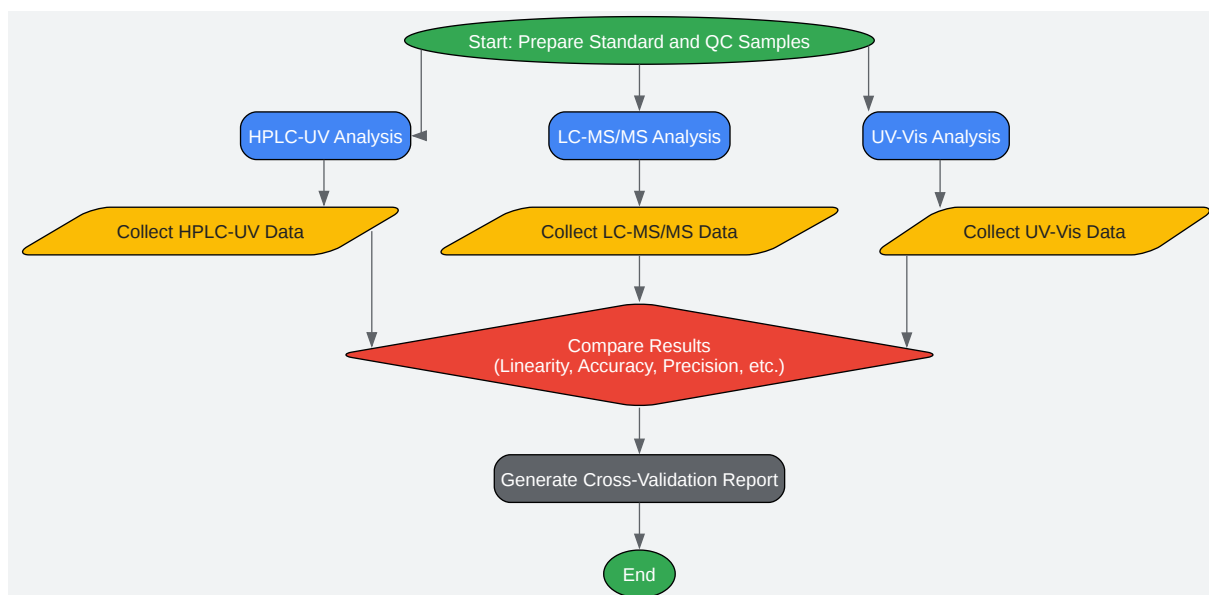 Start: Prepare Standard and QC Samples
HPLC-UV Analysis
LC-MS/MS Analysis
UV-Vis Analysis
Collect HPLC-UV Data
Collect LC-MS/MS Data
Collect UV-Vis Data
Compare Results
(Linearity, Accuracy, Precision, etc.)
Generate Cross-Validation Report
End